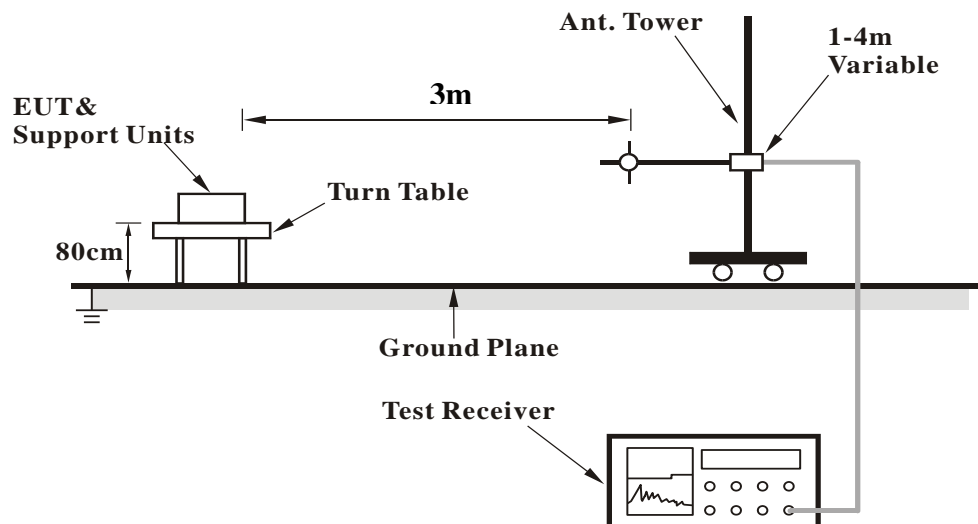 Ant. Tower
1-4m
Variable
3m
EUT&
Support Units
Turn Table
80cm
Ground Plane
Test Receiver